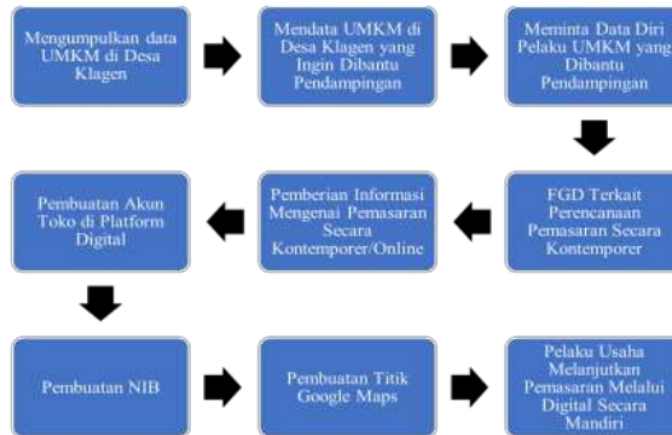 Mengumpulkan data
UMKM di Desa
Klagen
Mendata UMKM di
Desa Klagen yang
Ingin Dibantu
Pendampingan
Meminta Data Diri
Pelaku UMKM yang
Dibantu
Pendampingan
FGD Terkait
Perencanaan
Pemasaran Secara
Kontemporer
Pemberian Informasi
Mengenai Pemasaran
Secara
Kontemporer/Online
Pembuatan Akun
Toko di Platform
Digital
Pembuatan NIB
Pembuatan Titik
Google Maps
Pelaku Usaha
Melanjutkan
Pemasaran Melalui
Digital Secara
Mandiri